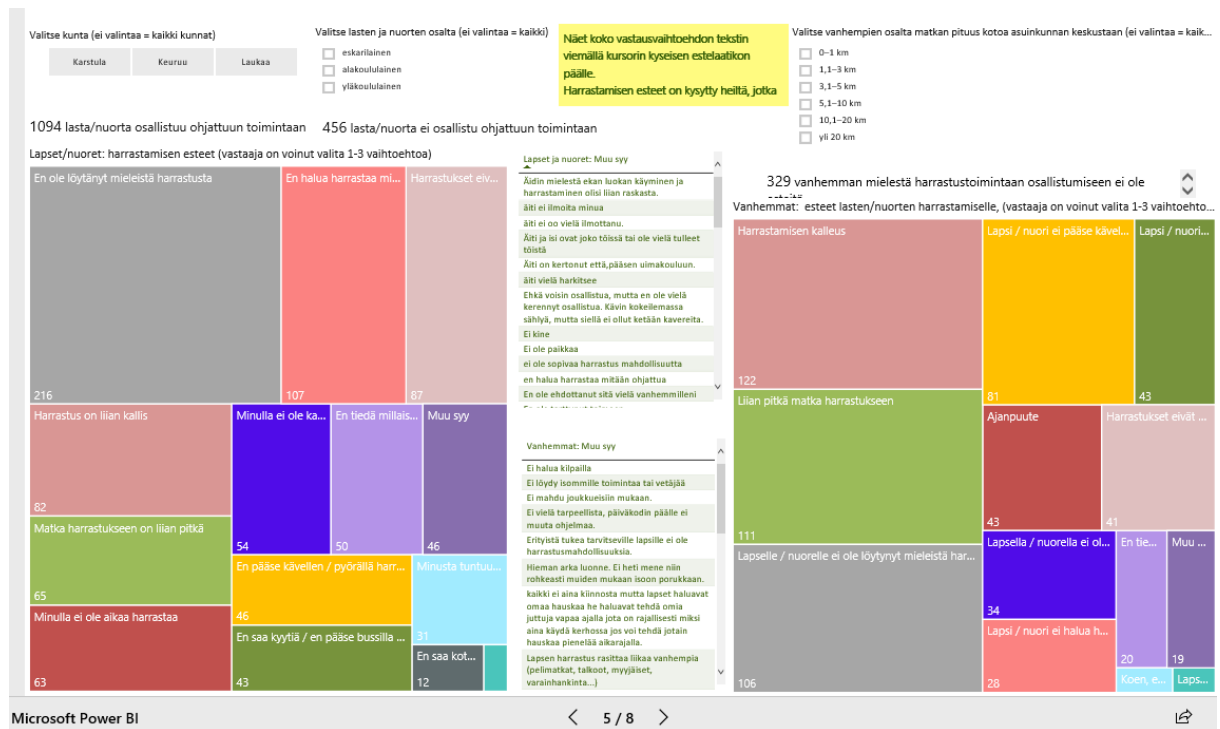 Valitse kunta (ei valintaa = kaikki kunnat)
Karstula
Keuruu
Laukaa
Valitse lasten ja nuorten osalta (ei valintaa = kaikki)
eskarilainen
alakoululainen
yläkoululainen
Näet koko vastausvaihtoehdon tekstin
viemällä kursorin kyseisen estelaatikon
päälle.
Harrastamisen esteet on kysytty heiltä, jotka
Valitse vanhempien osalta matkan pituus kotoa asuinkunnan keskustaan (ei valintaa = kaik...
0–1 km
1,1–3 km
3,1–5 km
5,1–10 km
10,1–20 km
yli 20 km
1094 lasta/nuorta osallistuu ohjattuun toimintaan
456 lasta/nuorta ei osallistu ohjattuun toimintaan
Lapset/nuoret: harrastamisen esteet (vastaaja on voinut valita 1-3 vaihtoehtoa)
En ole löytänyt mieleistä harrastusta
216
En halua harrastaa mi...
107
Harrastukset eiv...
87
Harrastus on liian kallis
82
Matka harrastukseen on liian pitkä
65
Minulla ei ole aikaa harrastaa
63
Minulla ei ole ka...
54
En tiedä millais...
50
Muu syy
46
En pääse kävellen / pyörällä harr...
46
En saa kyytiä / en pääse bussilla ...
43
Minusta tuntuu...
31
En saa kot...
12
Lapset ja nuoret: Muu syy
Äidin mielestä ekan luokan käyminen ja
harrastaminen olisi liian raskasta.
äiti ei ilmoita minua
äiti ei oo vielä ilmottanu.
Äiti ja isi ovat joko töissä tai ole vielä tulleet
töistä
Äiti on kertonut että,pääsen uimakouluun.
äiti vielä harkitsee
Ehkä voisin osallistua, mutta en ole vielä
kerennyt osallistua. Kävin kokeilemassa
sählyä, mutta siellä ei ollut ketään kavereita.
Ei kine
Ei ole paikkaa
ei ole sopivaa harrastus mahdollisuutta
en halua harrastaa mitään ohjattua
En ole ehdottanut sitä vielä vanhemmilleni
Vanhemmat: Muu syy
Ei halua kilpailla
Ei löydy isommille toimintaa tai vetäjää
Ei mahdu joukkueisiin mukaan.
Ei vielä tarpeellista, päiväkodin päälle ei
muuta ohjelmaa.
Erityistä tukea tarvitseville lapsille ei ole
harrastusmahdollisuuksia.
Hieman arka luonne. Ei heti mene niin
rohkeasti muiden mukaan isoon porukkaan.
kaikki ei aina kiinnosta mutta lapset haluavat
omaa hauskaa he haluavat tehdä omia
juttuja vapaa ajalla jota on rajallisesti miksi
aina käydä kerhossa jos voi tehdä jotain
hauskaa pienelää aikarajalla.
Lapsen harrastus rasittaa liikaa vanhempia
(pelimatkat, talkoot, myyjäiset,
varainhankinta...)
329 vanhemman mielestä harrastustoimintaan osallistumiseen ei ole
Vanhemmat: esteet lasten/nuorten harrastamiselle, (vastaaja on voinut valita 1-3 vaihtoehto...
Harrastamisen kalleus
122
Liian pitkä matka harrastukseen
111
Lapselle / nuorelle ei ole löytynyt mieleistä har...
106
Lapsi / nuori ei pääse kävel...
81
Lapsi / nuori...
43
Ajanpuute
43
Harrastukset eivät ...
41
Lapsella / nuorella ei ol...
34
Lapsi / nuori ei halua h...
28
En tie...
20
Muu ...
19
Koen, e...
Laps...
Microsoft Power BI
5 / 8